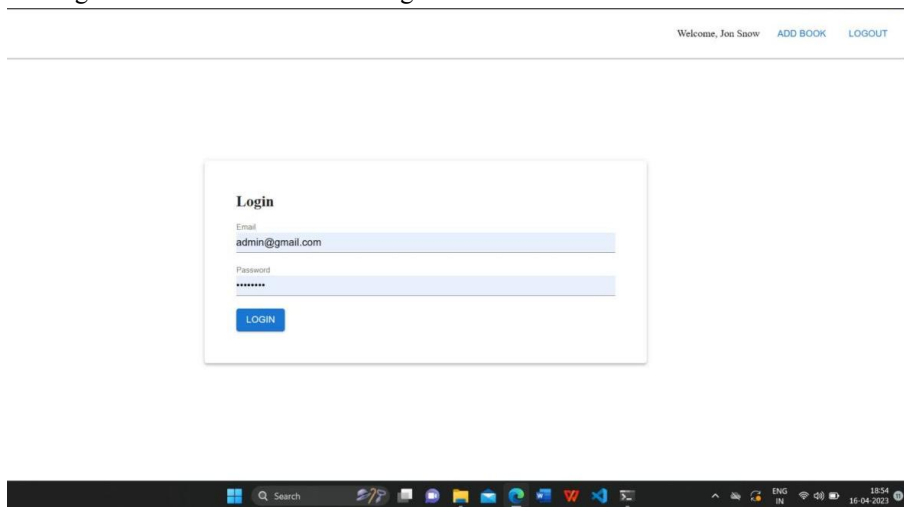 Welcome, Jon Snow ADD BOOK LOGOUT
Login
Email
admin@gmail.com
Password
••••••••
LOGIN
Search
ENG
IN
18:54
16-04-2023